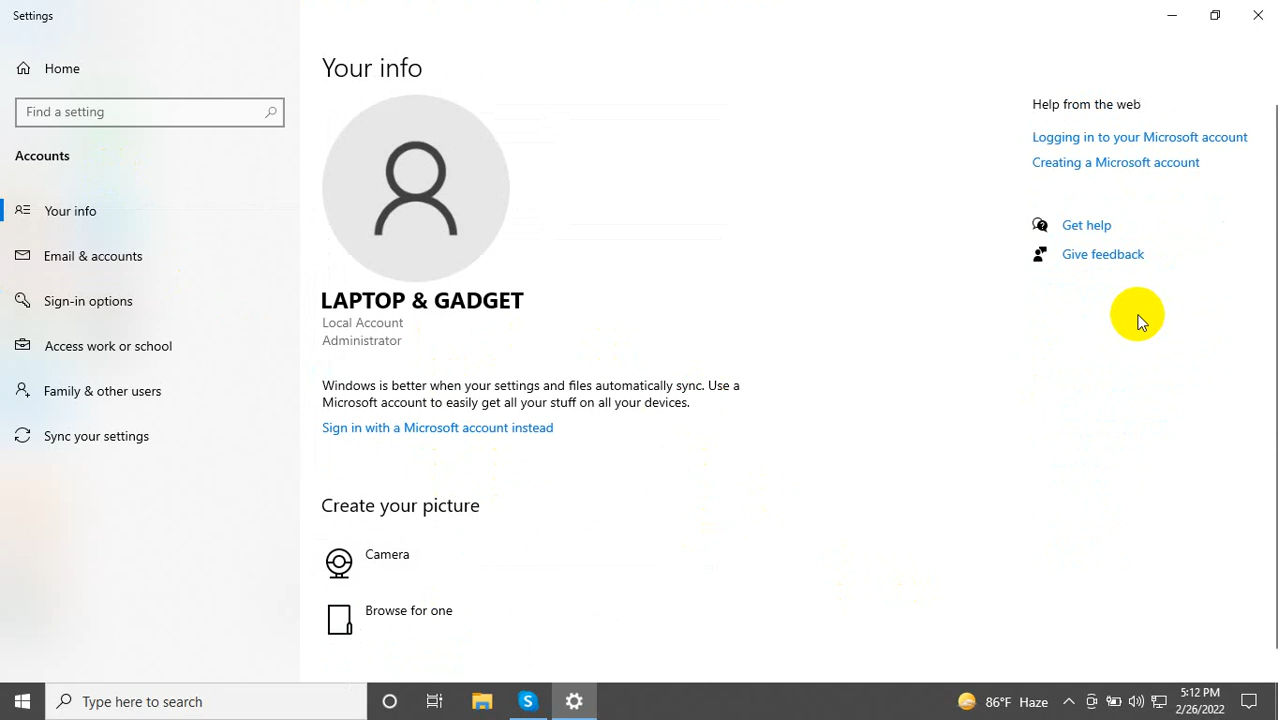 Settings
Home
Find a setting
Accounts
Your info
Email & accounts
Sign-in options
Access work or school
Family & other users
Sync your settings
Your info
LAPTOP & GADGET
Local Account
Administrator
Windows is better when your settings and files automatically sync. Use a
Microsoft account to easily get all your stuff on all your devices.
Sign in with a Microsoft account instead
Create your picture
Camera
Browse for one
Help from the web
Logging in to your Microsoft account
Creating a Microsoft account
Get help
Give feedback
Type here to search
S
86°F Haze
5:12 PM
2/26/2022